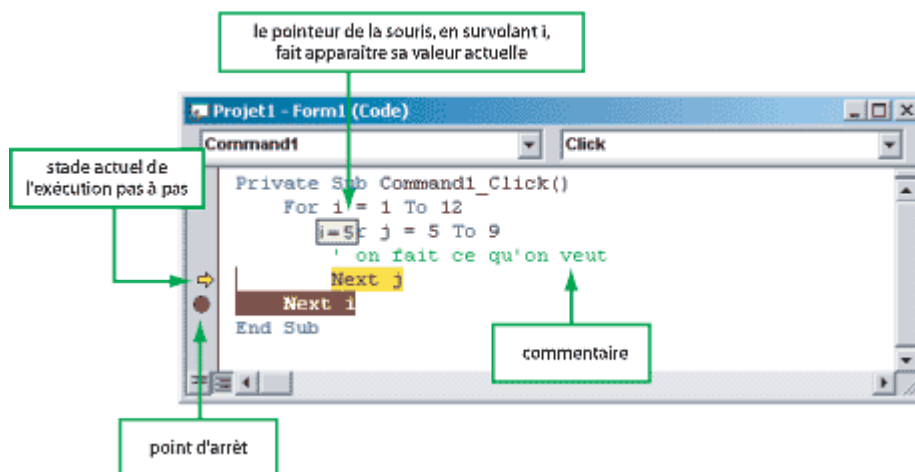 le pointeur de la souris, en survolant i,
fait apparaître sa valeur actuelle
Projet1 - Form1 (Code)
Command1
Click
stade actuel de
l'exécution pas à pas
Private Sub Command1_Click()
For i = 1 To 12
i=5r j = 5 To 9
' on fait ce qu'on veut
Next j
Next i
End Sub
commentaire
point d'arrêt